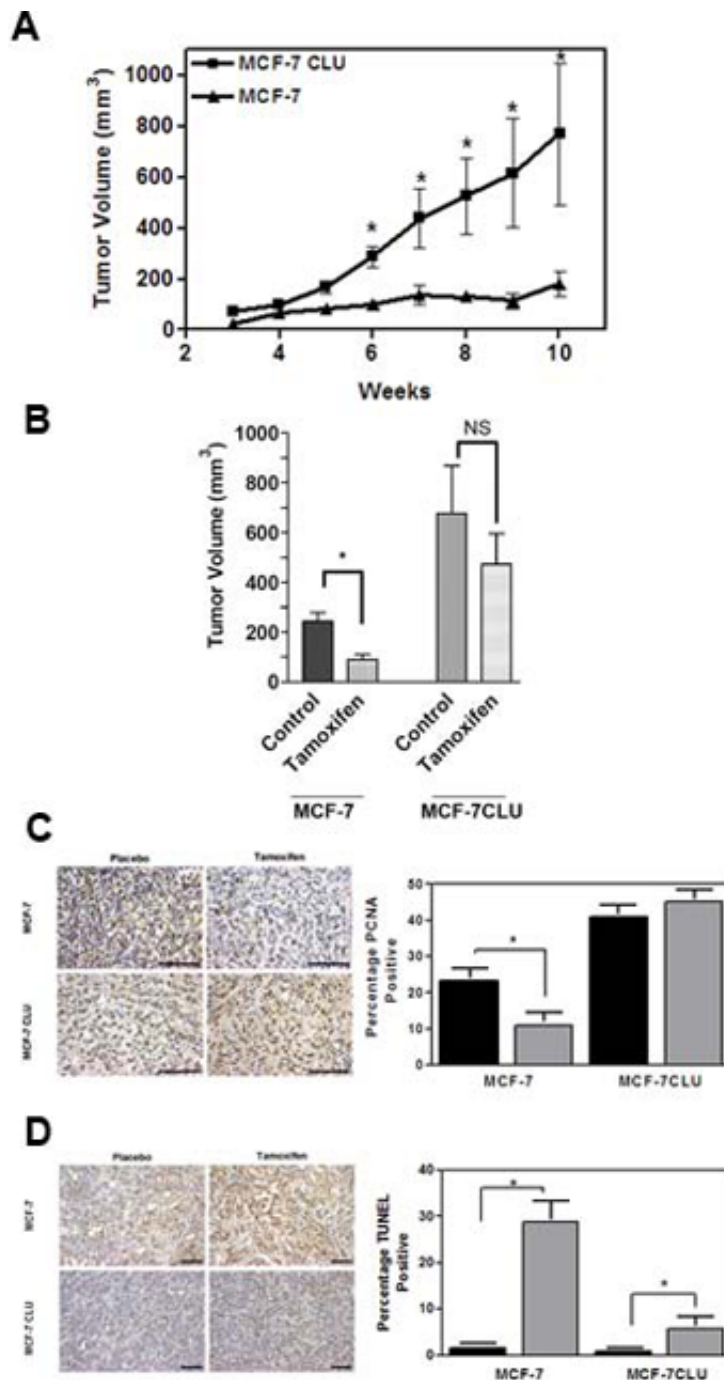 A
MCF-7 CLU
MCF-7
Tumor Volume (mm3)
1000
800
600
400
200
0
* * * * *
2 4 6 8 10
Weeks
B
Tumor Volume (mm3)
1000
800
600
400
200
0
*
NS
Control
Tamoxifen
Control
Tamoxifen
MCF-7
MCF-7CLU
C
Placebo
Tamoxifen
MCF-7
MCF-7 CLU
Percentage PCNA
Positive
50
40
30
20
10
0
*
MCF-7
MCF-7CLU
D
Placebo
Tamoxifen
MCF-7
MCF-7 CLU
Percentage TUNEL
Positive
40
30
20
10
0
*
*
MCF-7
MCF-7CLU